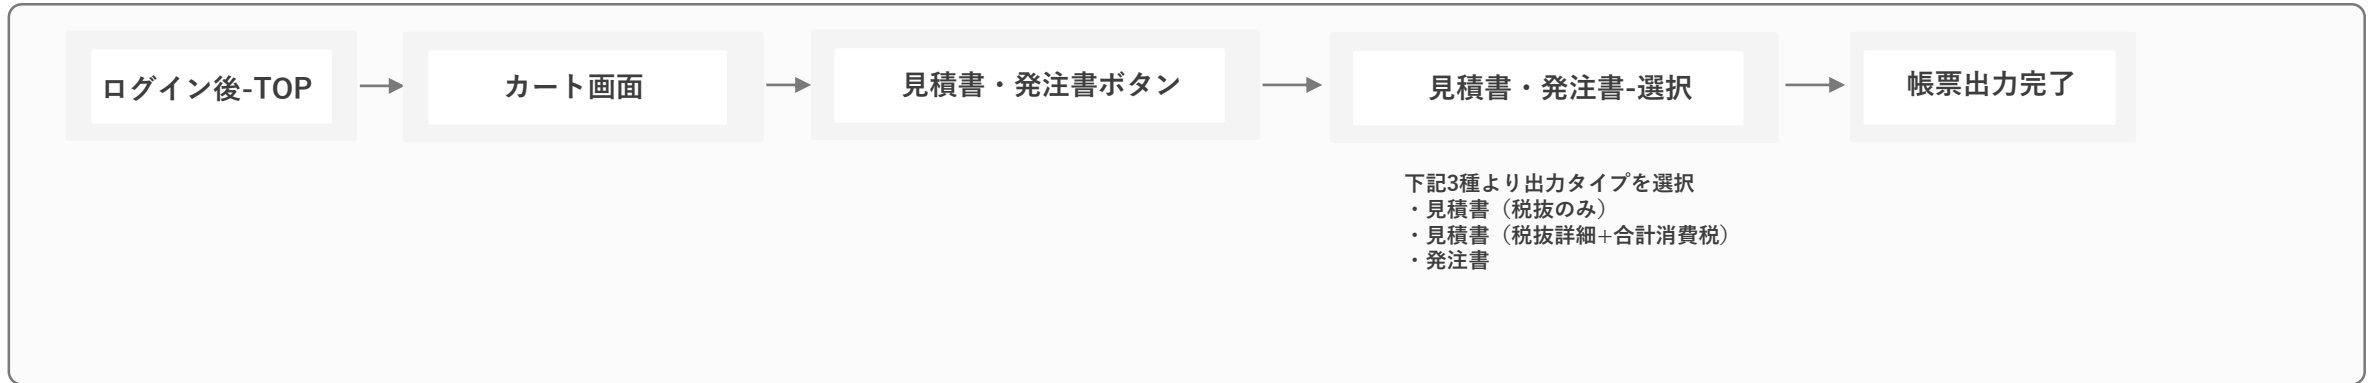 ログイン後-TOP
カート画面
見積書・発注書ボタン
見積書・発注書-選択
帳票出力完了
下記3種より出力タイプを選択
・見積書（税抜のみ）
・見積書（税抜詳細+合計消費税）
・発注書